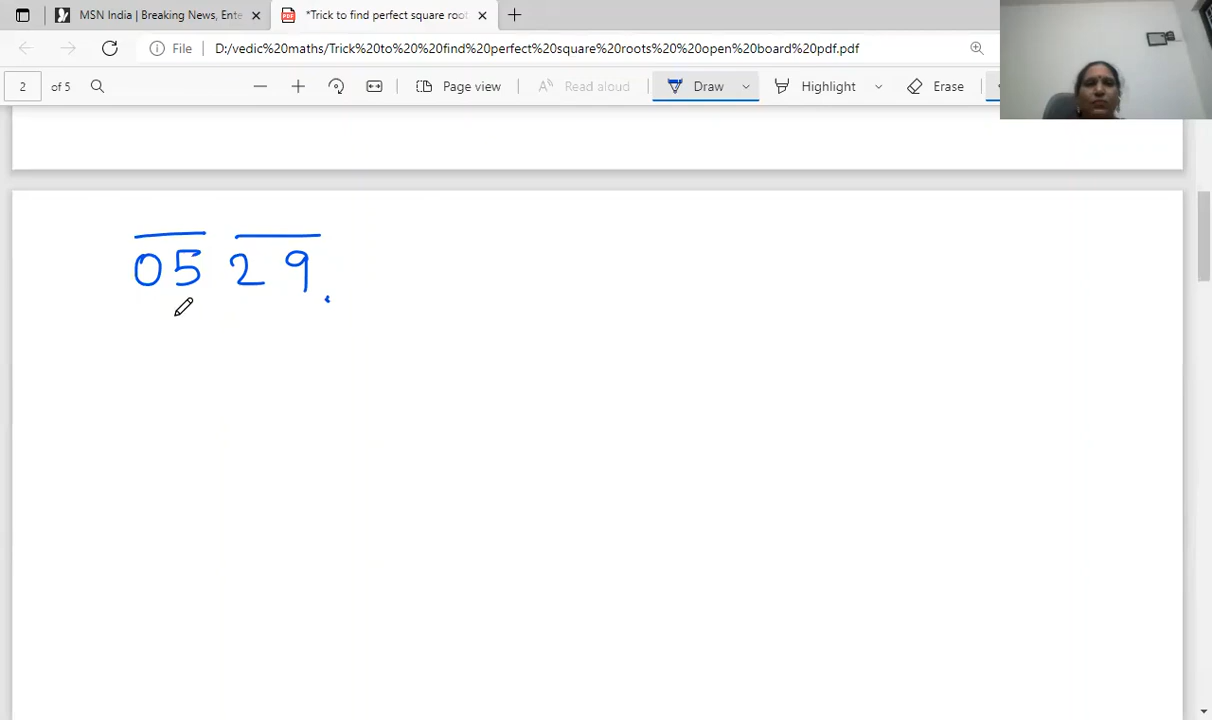 MSN India | Breaking News, Ente
*Trick to find perfect square root
File
D:/vedic%20maths/Trick%20to%20%20find%20perfect%20square%20roots%20%20open%20board%20pdf.pdf
2 of 5
Page view
Read aloud
Draw
Highlight
Erase
05 29.